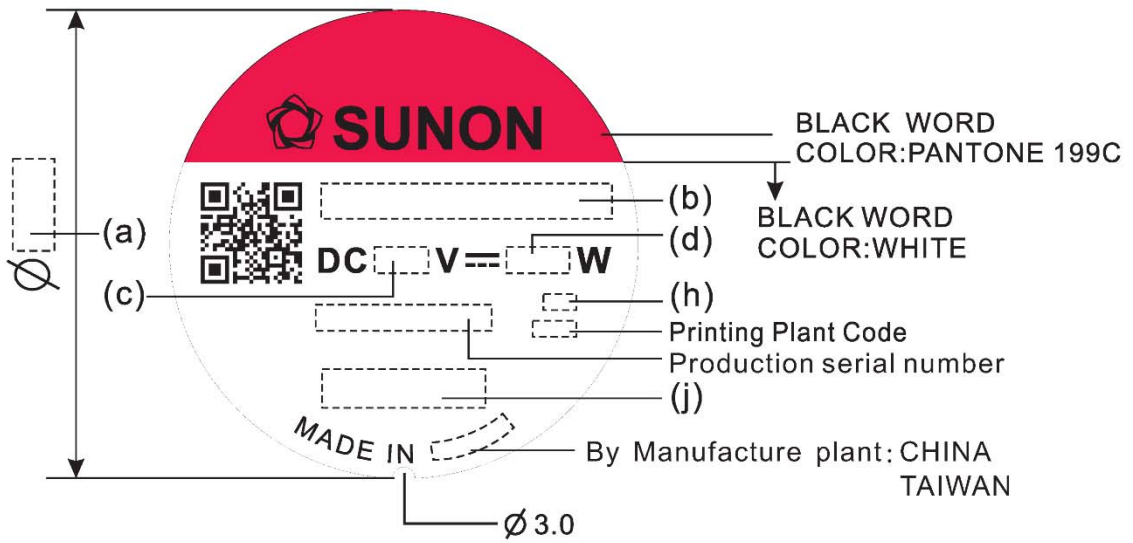 SUNON
BLACK WORD
COLOR:PANTONE 199C
BLACK WORD
COLOR:WHITE
(a)
Ø
(b)
(d)
DC V W
(c)
(h)
Printing Plant Code
Production serial number
(j)
MADE IN
By Manufacture plant: CHINA
TAIWAN
Ø 3.0